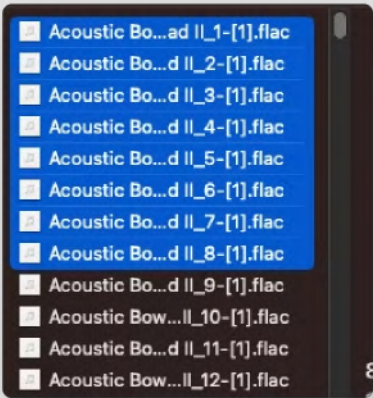 Acoustic Bo...ad II_1-[1].flac
Acoustic Bo...d II_2-[1].flac
Acoustic Bo...d II_3-[1].flac
Acoustic Bo...d II_4-[1].flac
Acoustic Bo...d II_5-[1].flac
Acoustic Bo...d II_6-[1].flac
Acoustic Bo...d II_7-[1].flac
Acoustic Bo...d II_8-[1].flac
Acoustic Bo...d II_9-[1].flac
Acoustic Bow...II_10-[1].flac
Acoustic Bo...d II_11-[1].flac
Acoustic Bow...II_12-[1].flac